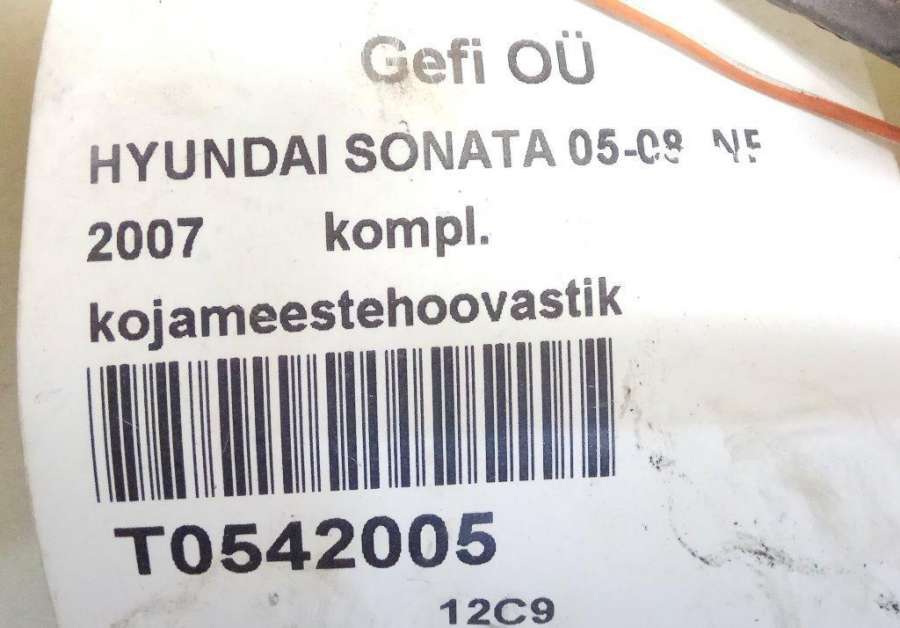 Gefi OÜ
HYUNDAI SONATA 05-08 NF
2007 kompl.
kojameestehoovastik
T0542005
12C9